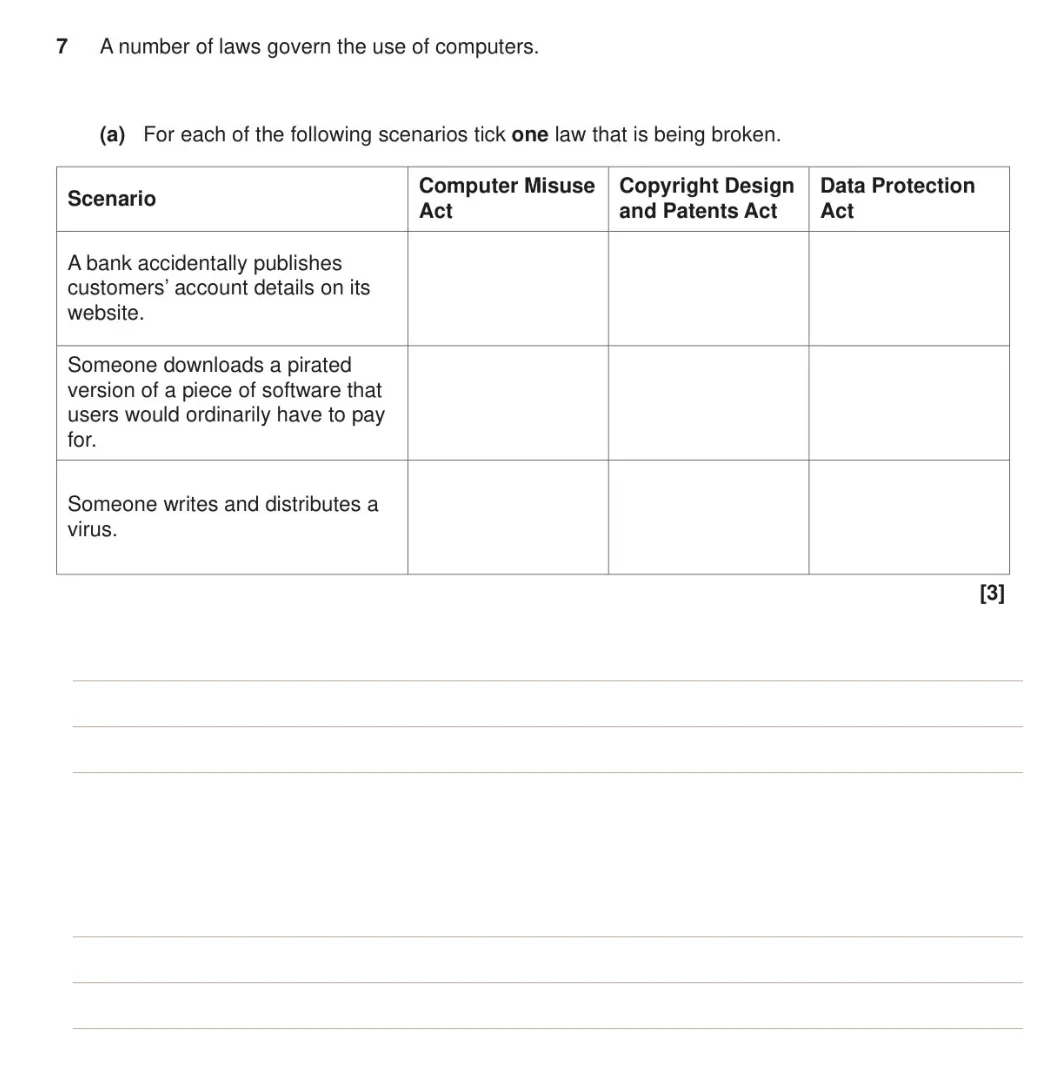 7 A number of laws govern the use of computers.
(a) For each of the following scenarios tick one law that is being broken.
Scenario
Computer Misuse
Act
Copyright Design
and Patents Act
Data Protection
Act
A bank accidentally publishes
customers' account details on its
website.
Someone downloads a pirated
version of a piece of software that
users would ordinarily have to pay
for.
Someone writes and distributes a
virus.
[3]